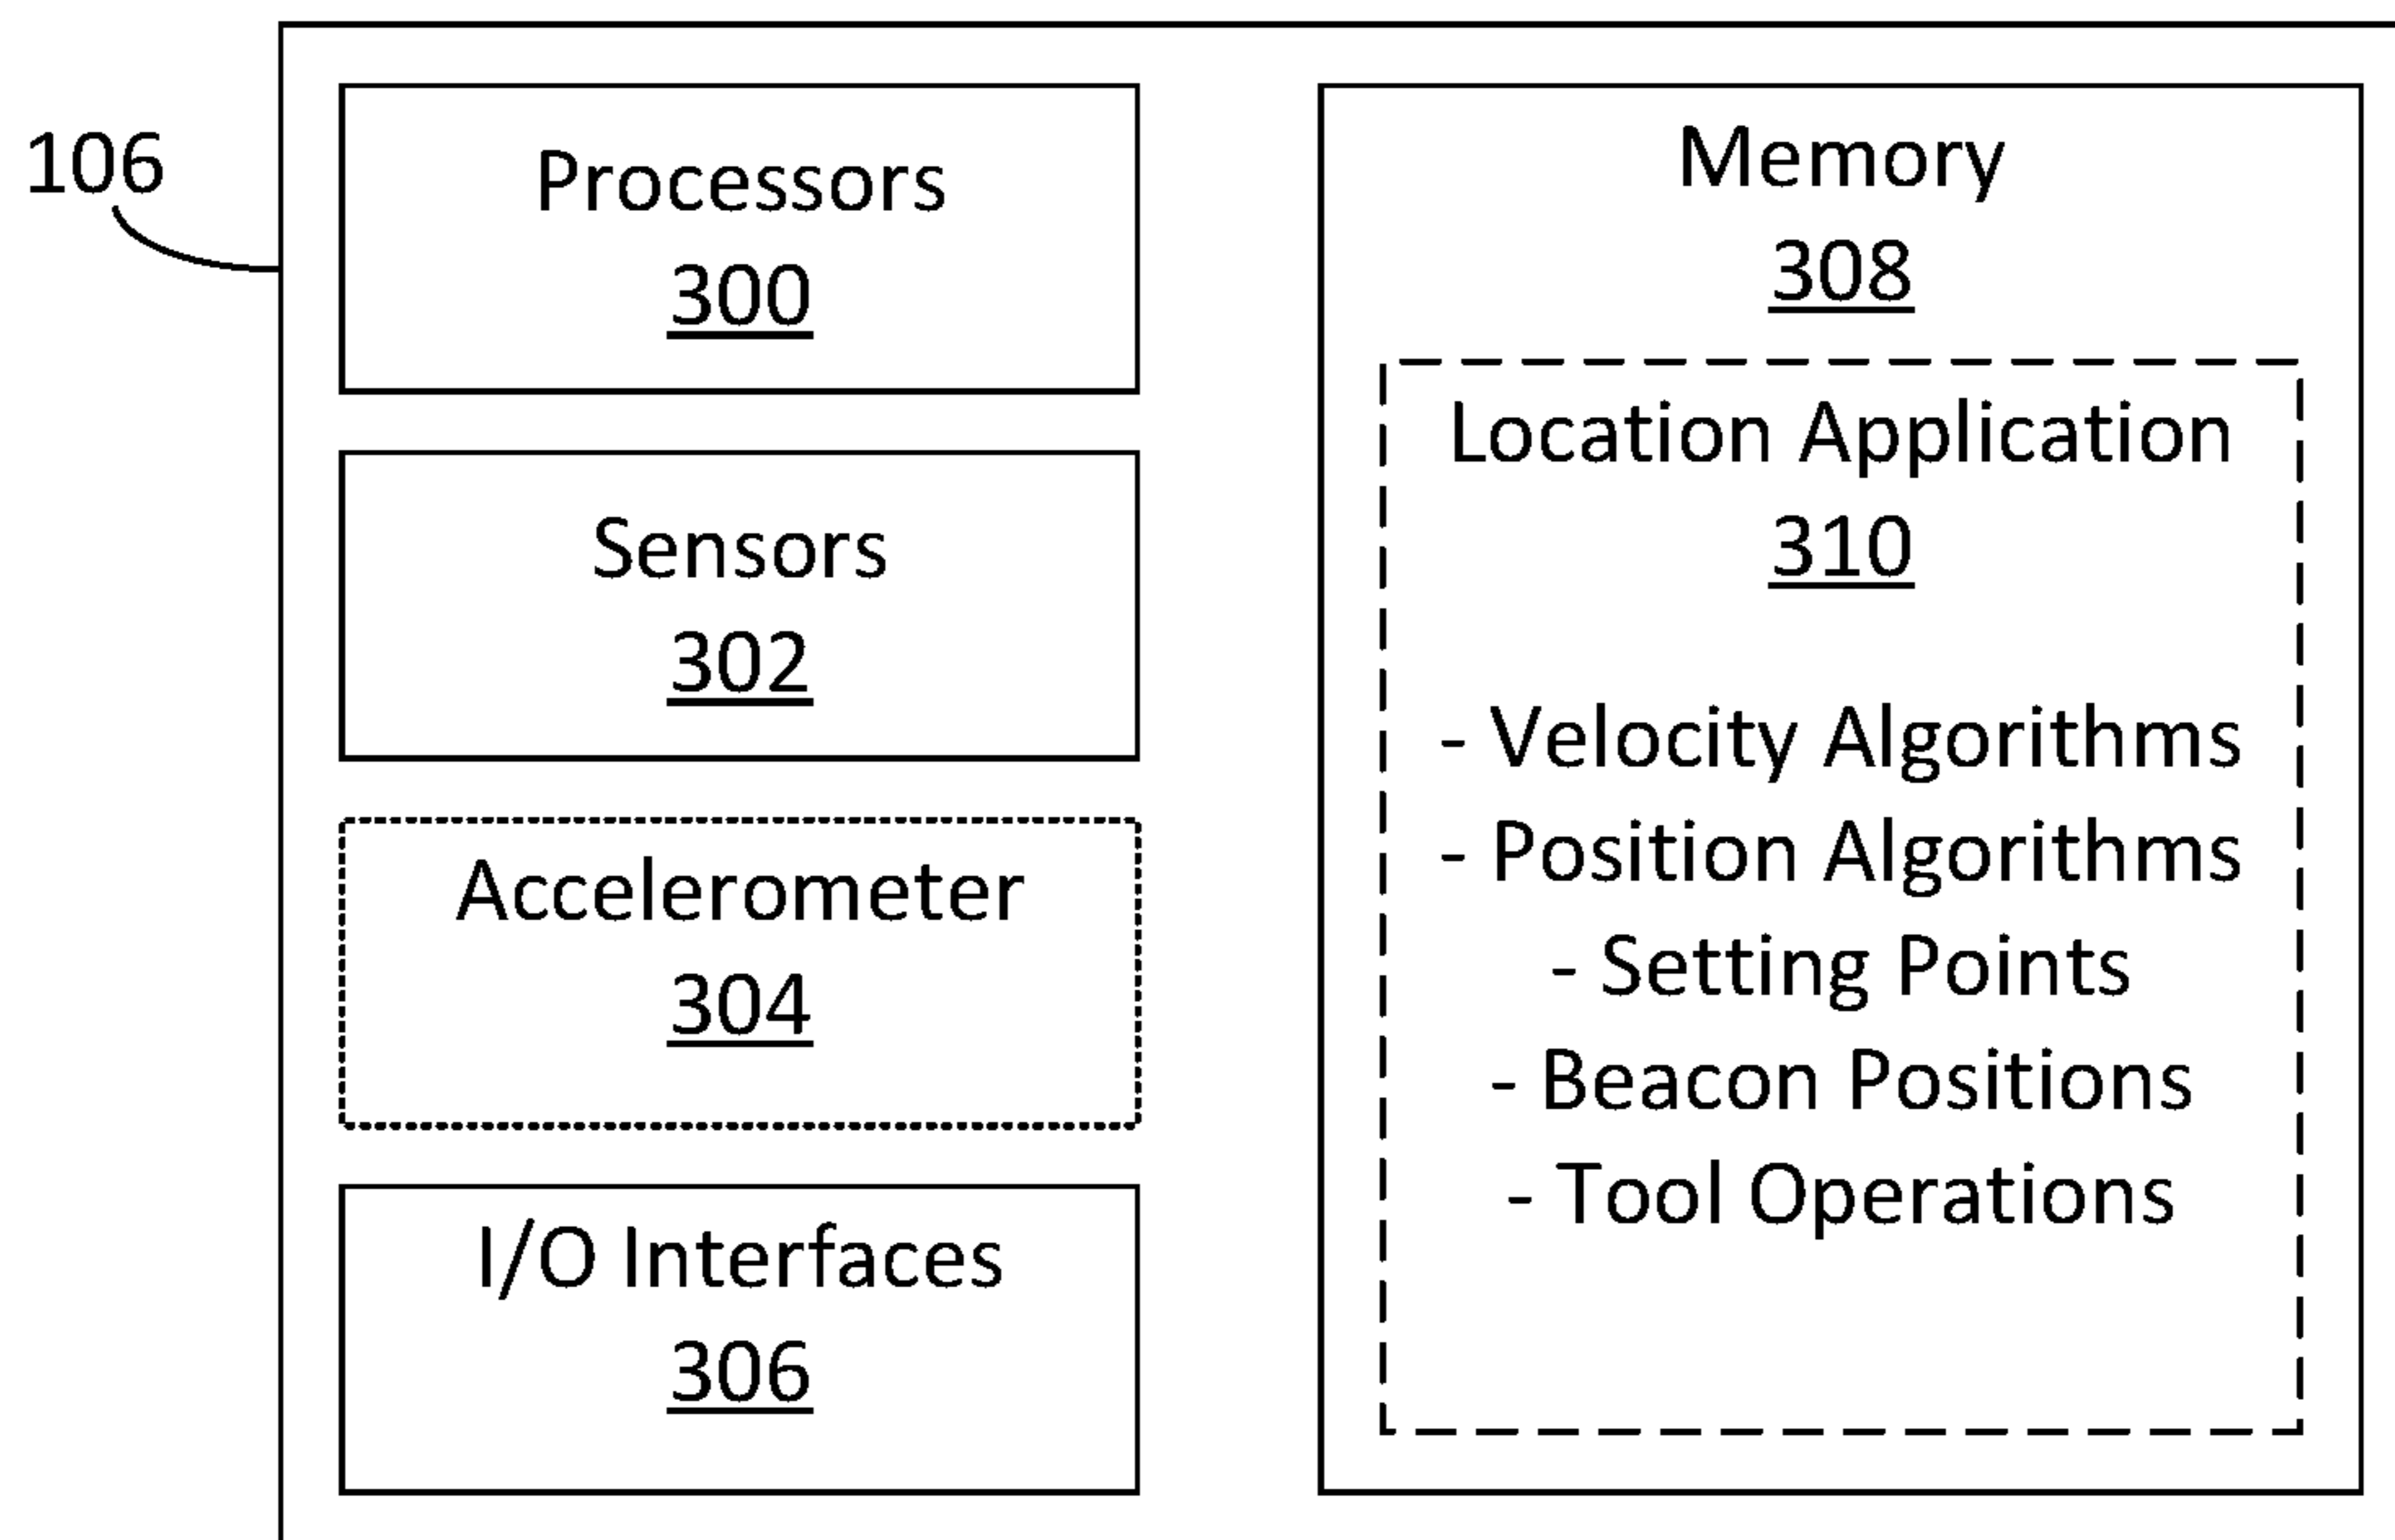 106
Processors
300
Sensors
302
Accelerometer
304
I/O Interfaces
306
Memory
308
Location Application
310
- Velocity Algorithms
- Position Algorithms
- Setting Points
- Beacon Positions
- Tool Operations